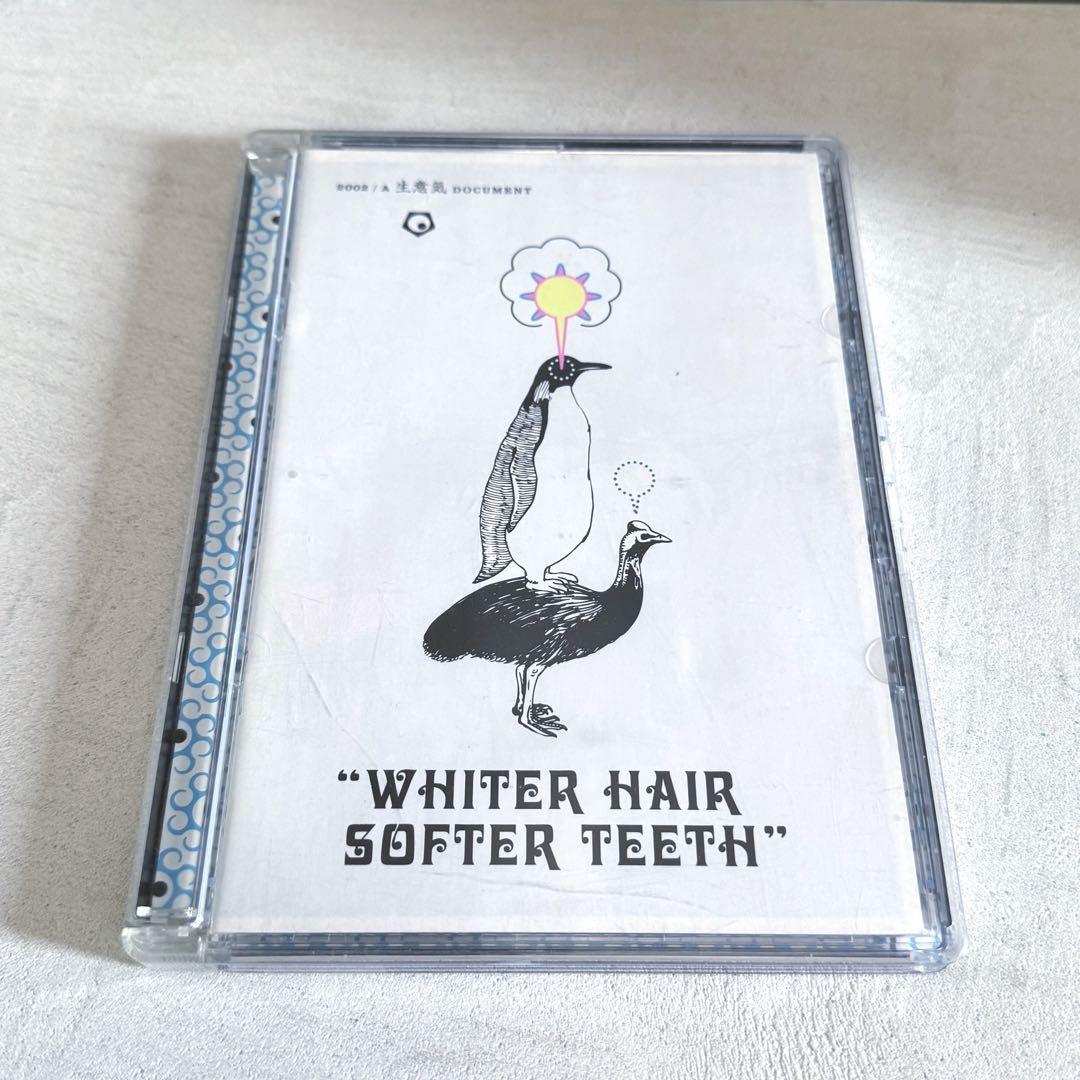 2002 / A 生意気 DOCUMENT
“WHITER HAIR
SOFTER TEETH”